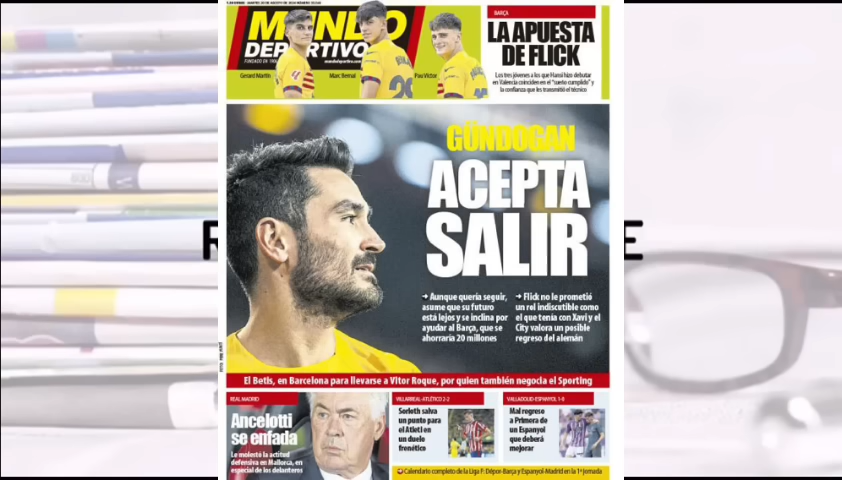 MUNDO
DEPORTIVO
Gerard Martín
Marc Bernal
Pau Víctor
BARÇA
LA APUESTA
DE FLICK
Los tres jóvenes a los que Hansi hizo debutar
en Valencia coinciden en el "sueño cumplido" y
la confianza que les transmitió el técnico
GÜNDOGAN
ACEPTA
SALIR
➔ Aunque quería seguir,
asume que su futuro
está lejos y se inclina por
ayudar al Barça, que se
ahorraría 20 millones
➔ Flick no le prometió
un rol indiscutible como
el que tenía con Xavi y el
City valora un posible
regreso del alemán
El Betis, en Barcelona para llevarse a Vitor Roque, por quien también negocia el Sporting
REAL MADRID
Ancelotti
se enfada
Le molestó la actitud
defensiva en Mallorca, en
especial de los delanteros
VILLARREAL-ATLÉTICO 2-2
Sorloth salva
un punto para
el Atleti en
un duelo
frenético
VALLADOLID-ESPANYOL 1-0
Mal regreso
a Primera de
un Espanyol
que deberá
mejorar
Calendario completo de la Liga F: Dépor-Barça y Espanyol-Madrid en la 1ª jornada